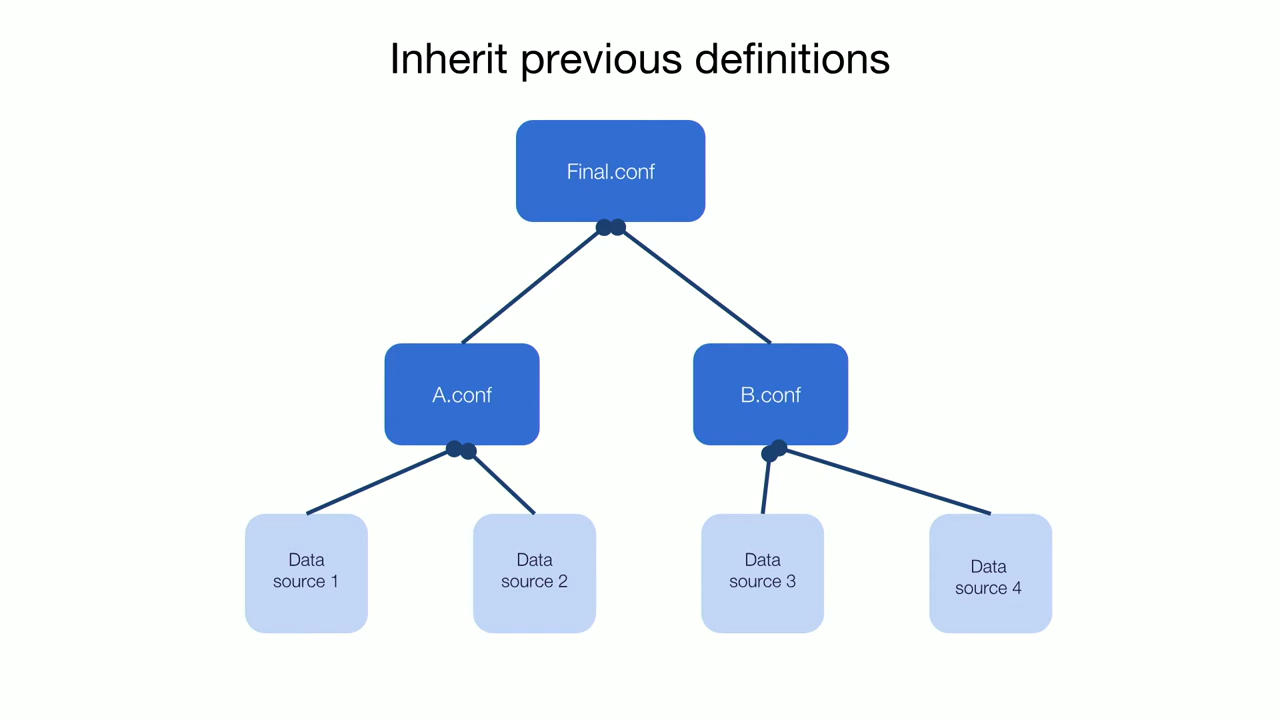 Inherit previous definitions
Final.conf
A.conf
B.conf
Data
source 1
Data
source 2
Data
source 3
Data
source 4